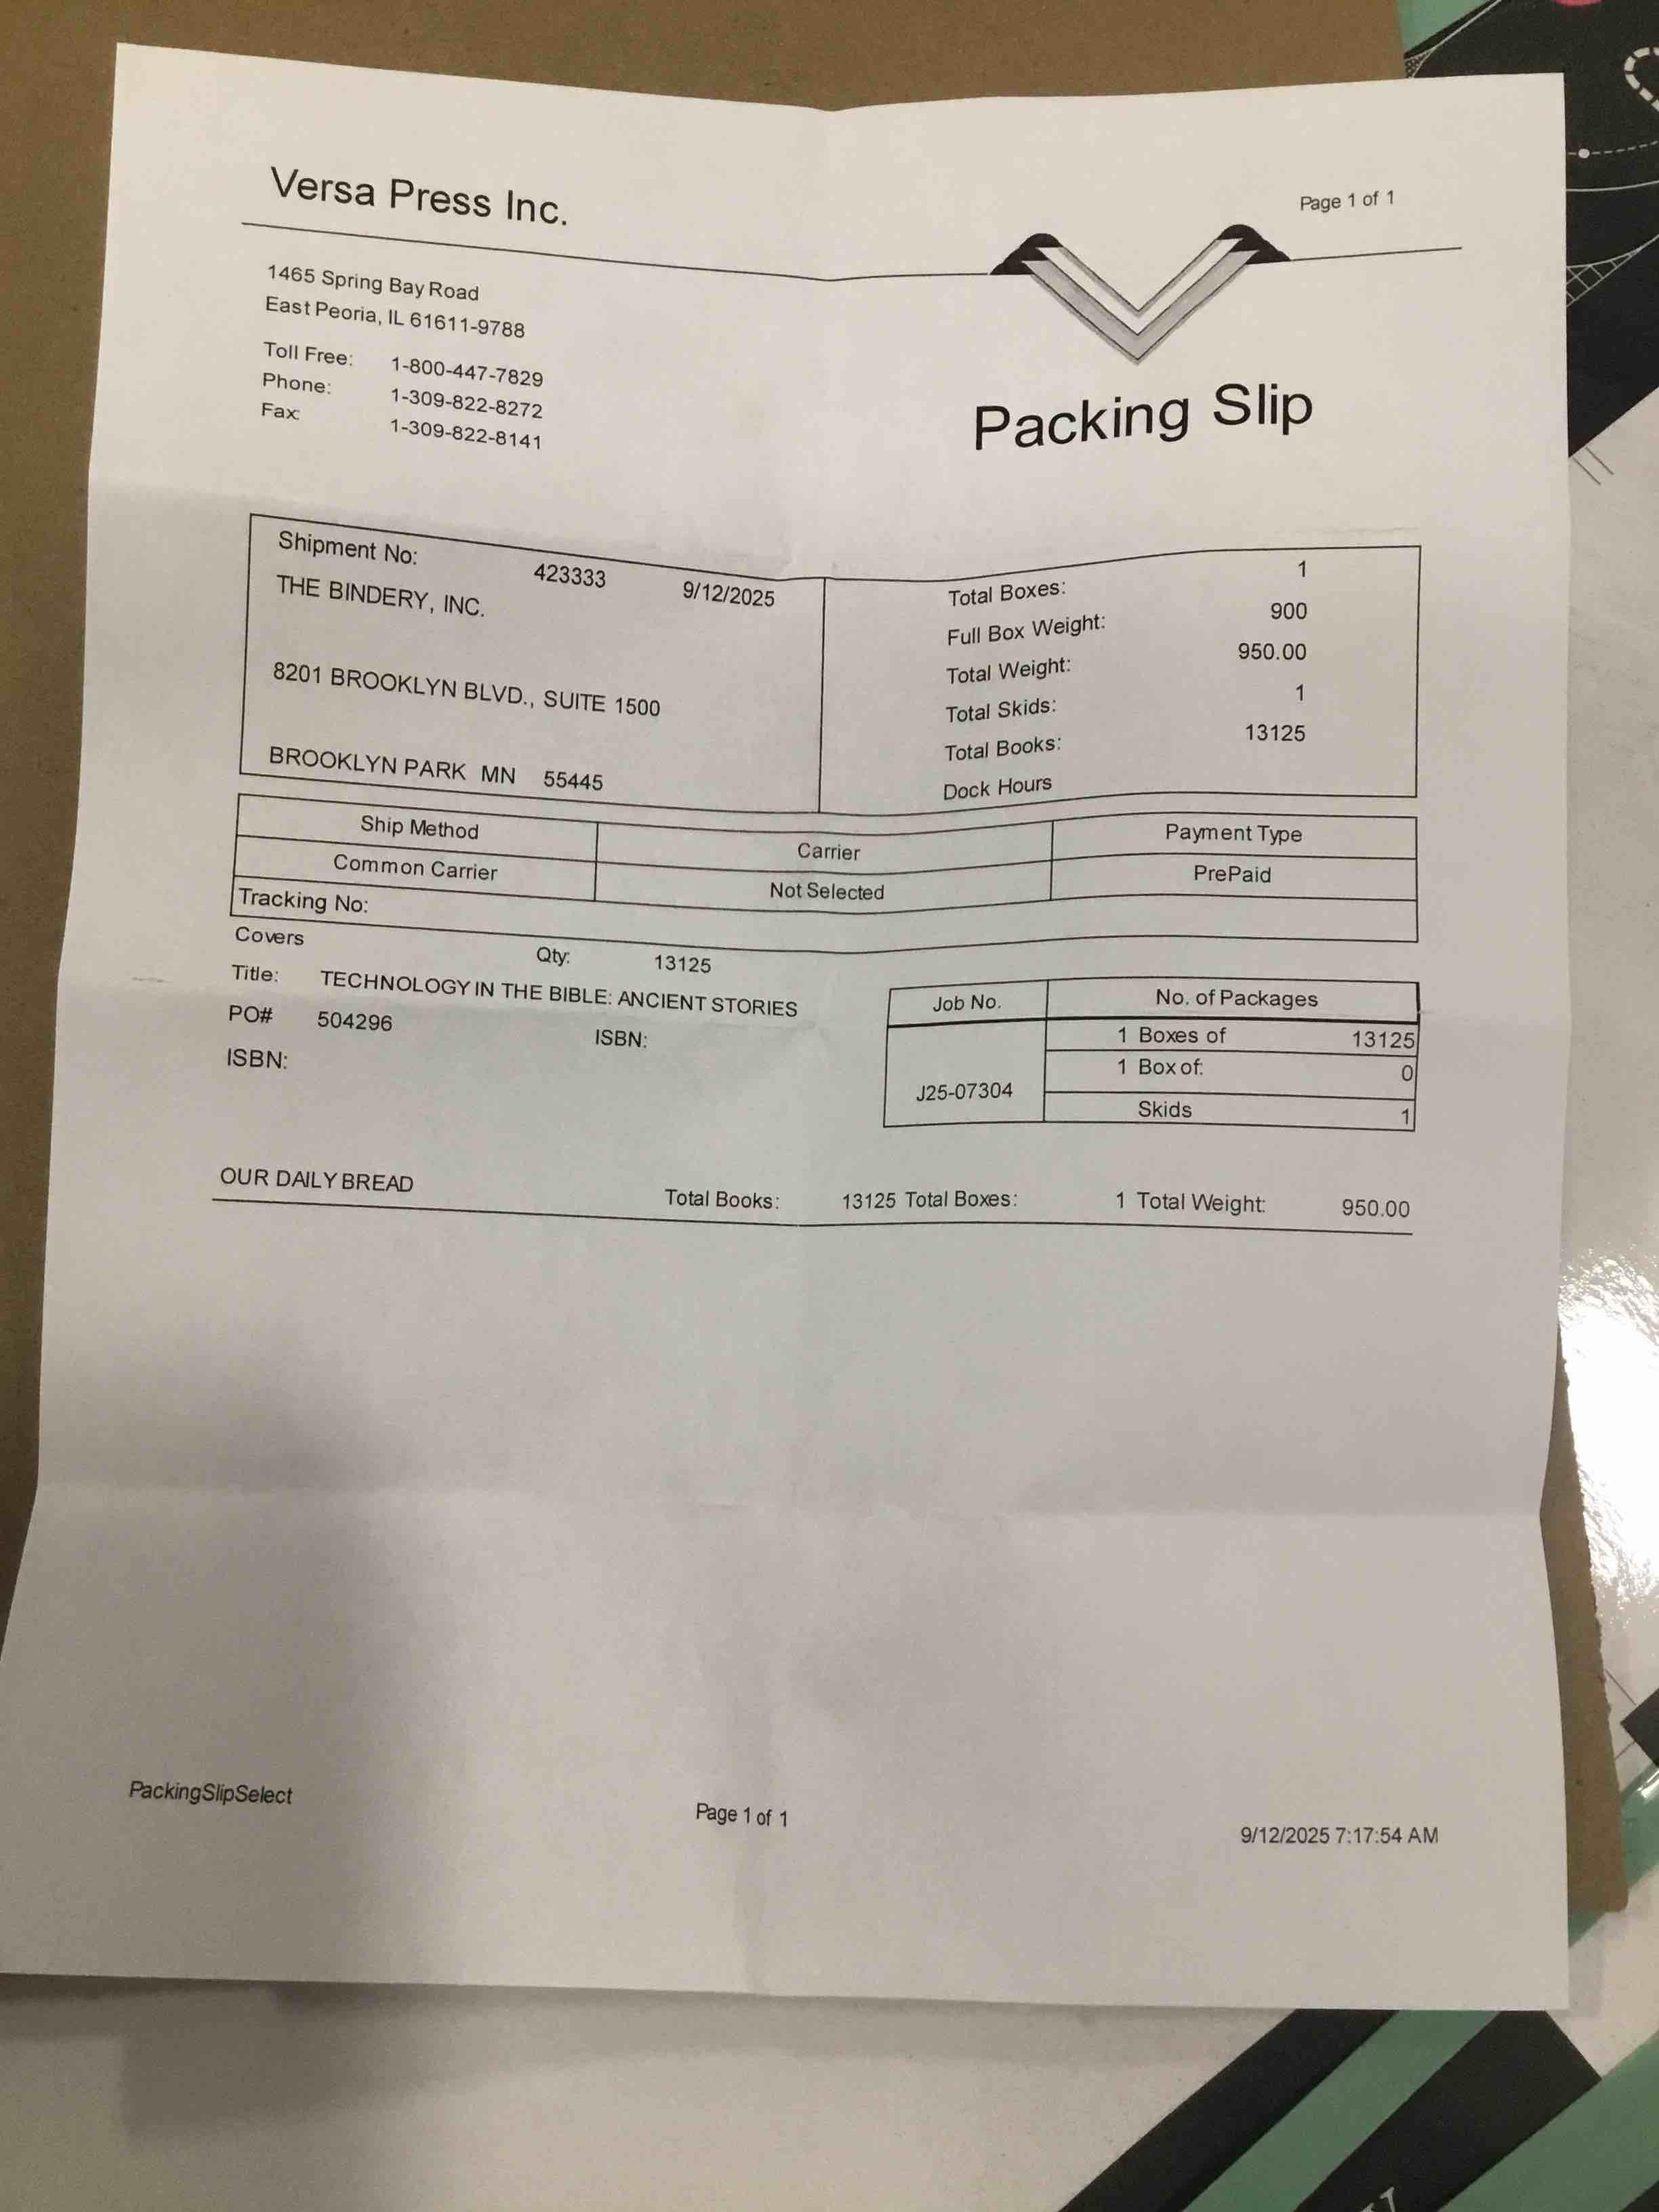 Versa Press Inc.
Page 1 of 1
1465 Spring Bay Road
East Peoria, IL 61611-9788
Toll Free: 1-800-447-7829
Phone: 1-309-822-8272
Fax: 1-309-822-8141
Packing Slip
Shipment No: 423333 9/12/2025
THE BINDERY, INC.
8201 BROOKLYN BLVD., SUITE 1500
BROOKLYN PARK MN 55445
Total Boxes: 1
Full Box Weight: 900
Total Weight: 950.00
Total Skids: 1
Total Books: 13125
Dock Hours
Ship Method Carrier Payment Type
Common Carrier Not Selected PrePaid
Tracking No:
Covers Qty: 13125
Title: TECHNOLOGY IN THE BIBLE: ANCIENT STORIES
PO# 504296 ISBN:
ISBN:
Job No. No. of Packages
1 Boxes of 13125
1 Box of: 0
J25-07304
Skids 1
OUR DAILY BREAD Total Books: 13125 Total Boxes: 1 Total Weight: 950.00
PackingSlipSelect Page 1 of 1 9/12/2025 7:17:54 AM